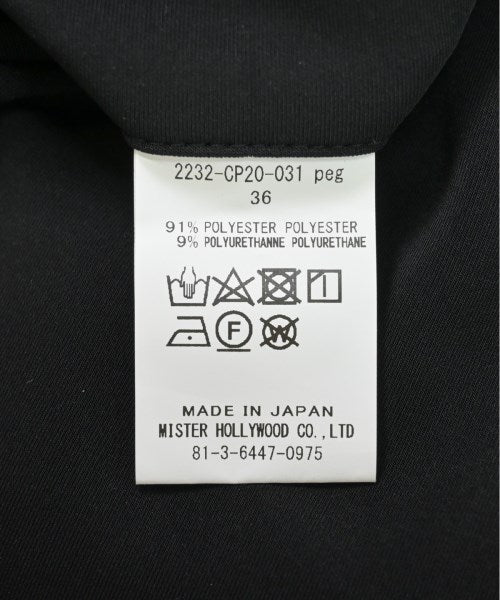 2232-CP20-031 peg
36
91% POLYESTER POLYESTER
9% POLYURETHANNE POLYURETHANE
F
W
MADE IN JAPAN
MISTER HOLLYWOOD CO.,LTD
81-3-6447-0975